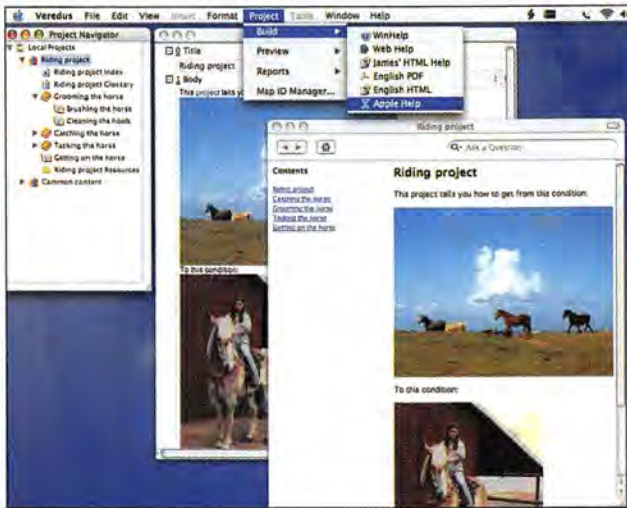 Veredus File Edit View Insert Format Project Table Window Help
Project Navigator
Local Projects
Riding project
Riding project Index
Riding project Glossary
Grooming the horse
Brushing the horse
Cleaning the hoofs
Catching the horse
Tacking the horse
Getting on the horse
Riding project Resources
Common content
0 Title
Riding project
1 Body
This project tells you
To this condition:
Build
Preview
Reports
Map ID Manager...
WinHelp
Web Help
James' HTML Help
English PDF
English HTML
Apple Help
Riding project
Ask a Question
Contents
Riding project
Catching the horse
Grooming the horse
Tacking the horse
Getting on the horse
Riding project
This project tells you how to get from this condition:
To this condition: